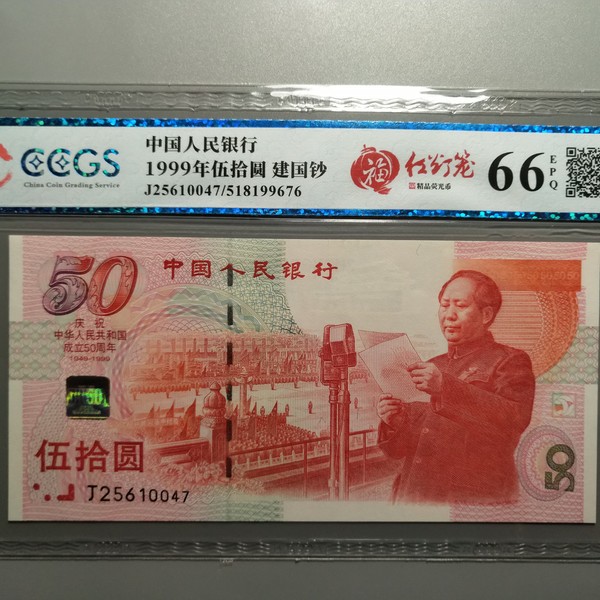 CCGS
China Coin Grading Service
中国人民银行
1999年伍拾圆 建国钞
J25610047/518199676
福
红灯笼
精品荧光币
66
EPQ
50
中国人民银行
庆祝
中华人民共和国
成立50周年
1949-1999
伍拾圆
J25610047
50